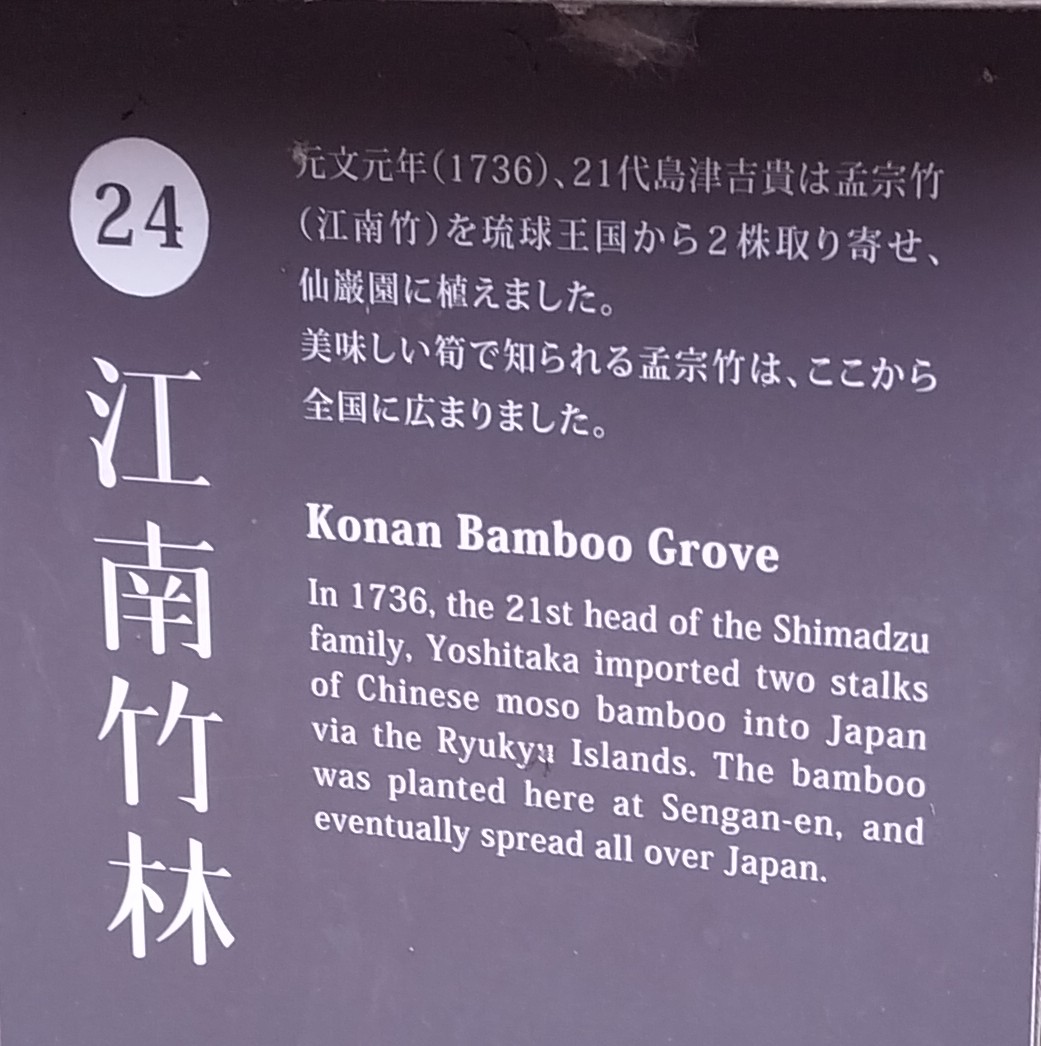 24
江南竹林
元文元年(1736)、21代島津吉貴は孟宗竹
(江南竹)を琉球王国から2株取り寄せ、
仙巌園に植えました。
美味しい筍で知られる孟宗竹は、ここから
全国に広まりました。
Konan Bamboo Grove
In 1736, the 21st head of the Shimadzu
family, Yoshitaka imported two stalks
of Chinese moso bamboo into Japan
via the Ryukyu Islands. The bamboo
was planted here at Sengan-en, and
eventually spread all over Japan.